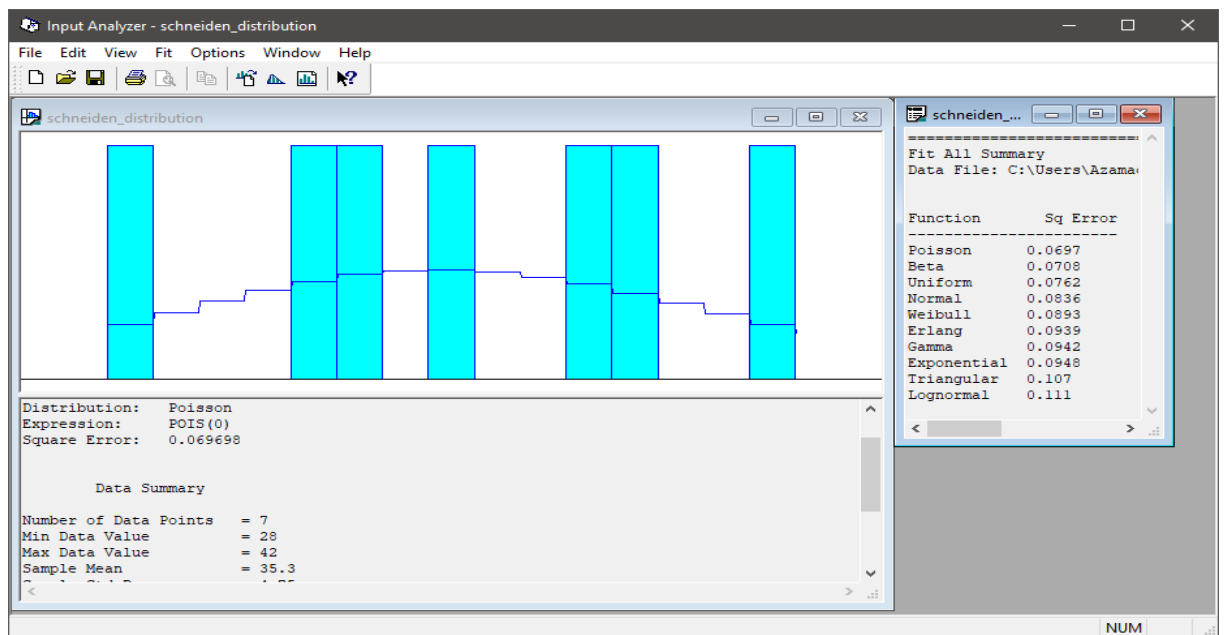 Input Analyzer - schneiden_distribution
File Edit View Fit Options Window Help
schneiden_distribution
Distribution: Poisson
Expression: POIS(0)
Square Error: 0.069698
Data Summary
Number of Data Points = 7
Min Data Value = 28
Max Data Value = 42
Sample Mean = 35.3
schneiden_...
===========================
Fit All Summary
Data File: C:\Users\Azama
Function Sq Error
------------------------
Poisson 0.0697
Beta 0.0708
Uniform 0.0762
Normal 0.0836
Weibull 0.0893
Erlang 0.0939
Gamma 0.0942
Exponential 0.0948
Triangular 0.107
Lognormal 0.111
NUM